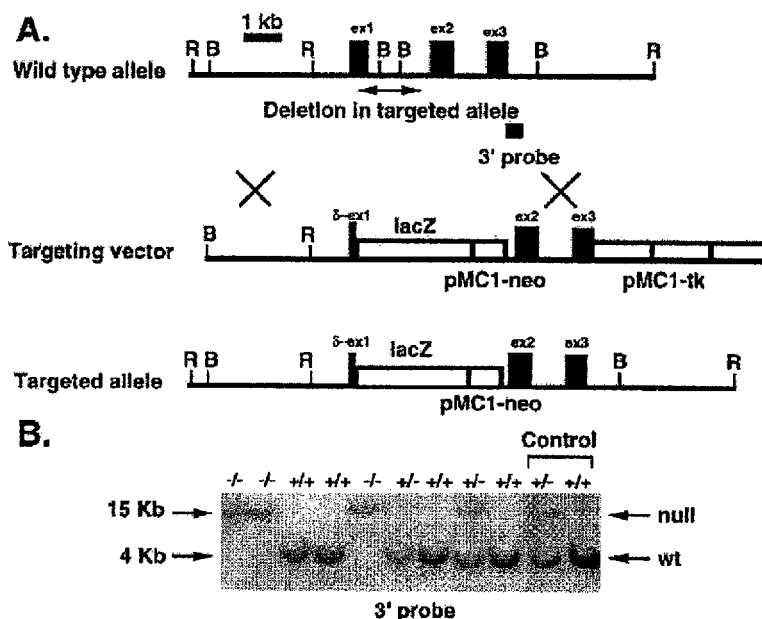 A.
1 kb
ex1 ex2 ex3
R B R B B B R
Wild type allele
Deletion in targeted allele
3' probe
δ-ex1 lacZ ex2 ex3
B R
Targeting vector
pMC1-neo pMC1-tk
δ-ex1 lacZ ex2 ex3
R B R B R
Targeted allele
pMC1-neo
B.
Control
-/- -/- +/+ +/+ -/- +/- +/+ +/- +/+ +/- +/+
15 Kb null
4 Kb wt
3' probe